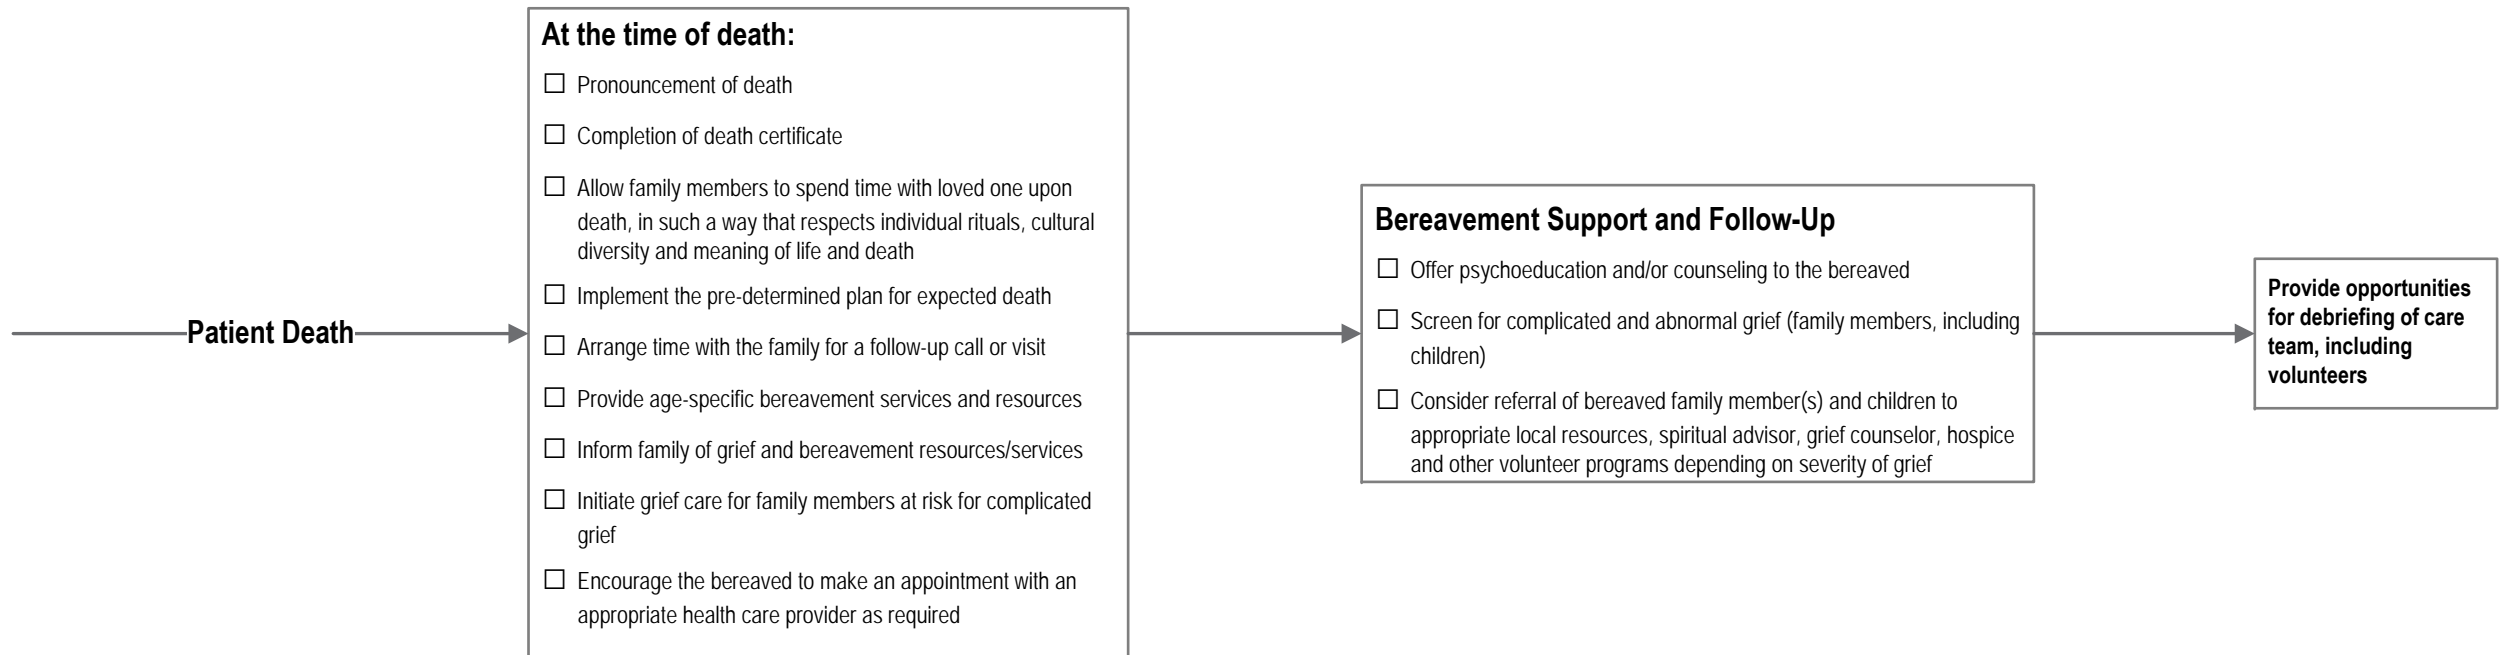 Patient Death
At the time of death:
☐ Pronouncement of death
☐ Completion of death certificate
☐ Allow family members to spend time with loved one upon
death, in such a way that respects individual rituals, cultural
diversity and meaning of life and death
☐ Implement the pre-determined plan for expected death
☐ Arrange time with the family for a follow-up call or visit
☐ Provide age-specific bereavement services and resources
☐ Inform family of grief and bereavement resources/services
☐ Initiate grief care for family members at risk for complicated
grief
☐ Encourage the bereaved to make an appointment with an
appropriate health care provider as required
Bereavement Support and Follow-Up
☐ Offer psychoeducation and/or counseling to the bereaved
☐ Screen for complicated and abnormal grief (family members, including
children)
☐ Consider referral of bereaved family member(s) and children to
appropriate local resources, spiritual advisor, grief counselor, hospice
and other volunteer programs depending on severity of grief
Provide opportunities
for debriefing of care
team, including
volunteers